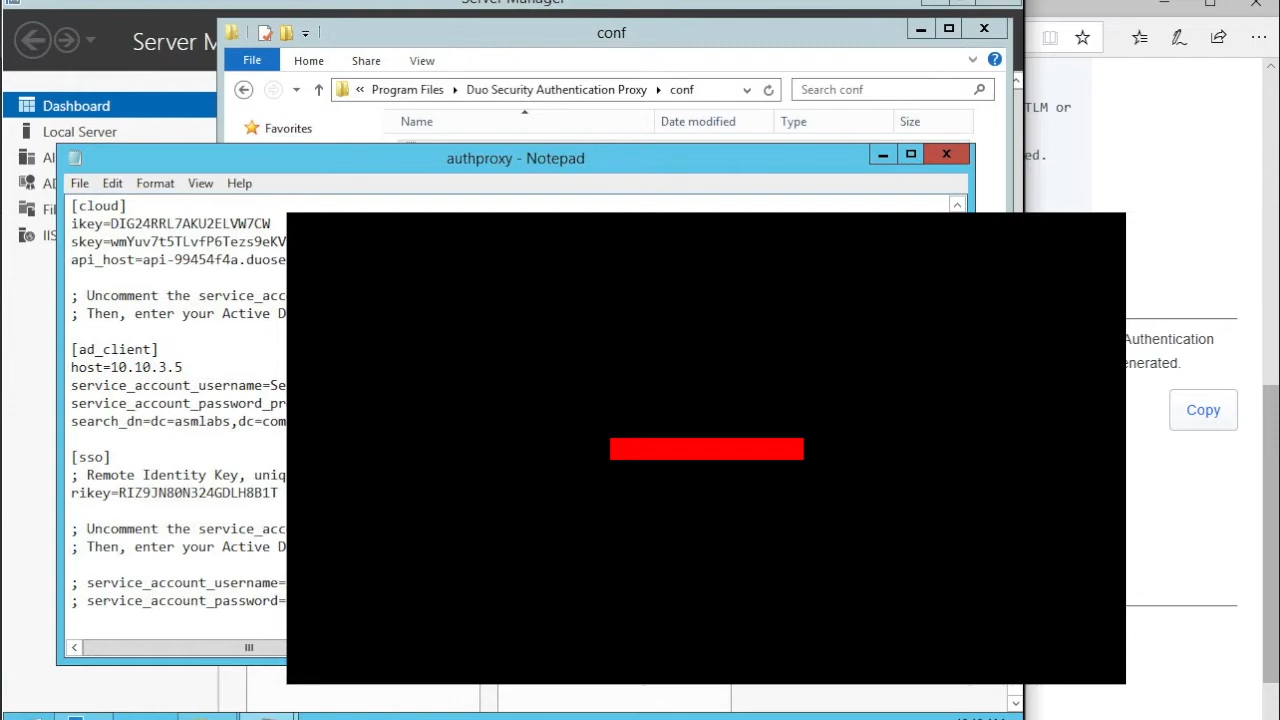 Server Manager
Server M
conf
File Home Share View
Program Files Duo Security Authentication Proxy conf
Search conf
Dashboard
Local Server
Favorites
Name Date modified Type Size
TLM or
ed.
authproxy - Notepad
File Edit Format View Help
[cloud]
ikey=DIG24RRL7AKU2ELVW7CW
skey=wmYuv7t5TLvfP6Tezs9eKV
api_host=api-99454f4a.duose
; Uncomment the service_acc
; Then, enter your Active D
[ad_client]
host=10.10.3.5
service_account_username=Se
service_account_password_pr
search_dn=dc=asmlabs,dc=com
[sso]
; Remote Identity Key, uniq
rikey=RIZ9JN80N324GDLH8B1T
; Uncomment the service_acc
; Then, enter your Active D
; service_account_username=
; service_account_password=
Authentication
enerated.
Copy